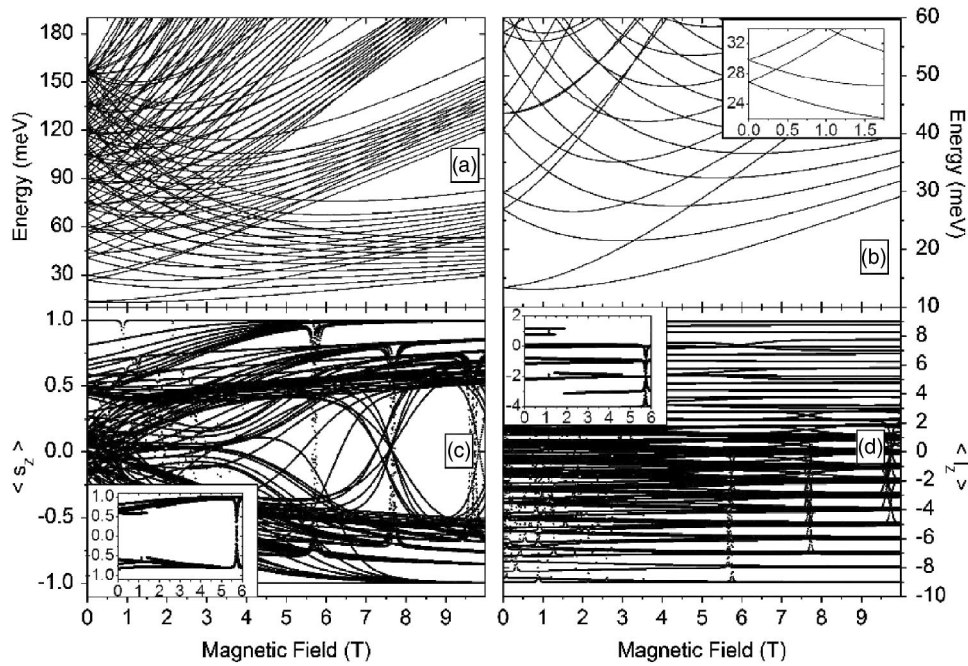 180
150
120
90
60
30
Energy (meV)
(a)
60
50
40
30
20
10
Energy (meV)
(b)
32
28
24
0.0 0.5 1.0 1.5
1.0
0.5
0.0
-0.5
-1.0
< s_z >
(c)
1.0
0.5
0.0
0.5
1.0
0 1 2 3 4 5 6
0 1 2 3 4 5 6 7 8 9
Magnetic Field (T)
8
6
4
2
0
-2
-4
-6
-8
-10
< l_z >
(d)
2
0
-2
-4
0 1 2 3 4 5 6
0 1 2 3 4 5 6 7 8 9
Magnetic Field (T)